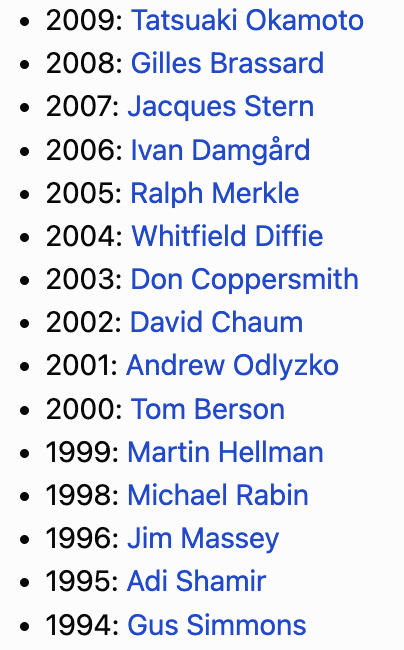 • 2009: Tatsuaki Okamoto
• 2008: Gilles Brassard
• 2007: Jacques Stern
• 2006: Ivan Damgård
• 2005: Ralph Merkle
• 2004: Whitfield Diffie
• 2003: Don Coppersmith
• 2002: David Chaum
• 2001: Andrew Odlyzko
• 2000: Tom Berson
• 1999: Martin Hellman
• 1998: Michael Rabin
• 1996: Jim Massey
• 1995: Adi Shamir
• 1994: Gus Simmons